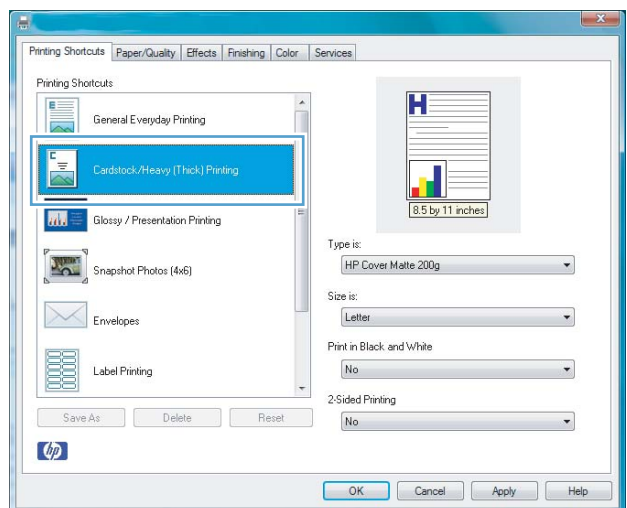 X
Printing Shortcuts Paper/Quality Effects Finishing Color Services
Printing Shortcuts
General Everyday Printing
Cardstock/Heavy (Thick) Printing
Glossy / Presentation Printing
Snapshot Photos (4x6)
Envelopes
Label Printing
Save As Delete Reset
hp
H
8.5 by 11 inches
Type is:
HP Cover Matte 200g
Size is:
Letter
Print in Black and White
No
2-Sided Printing
No
OK Cancel Apply Help